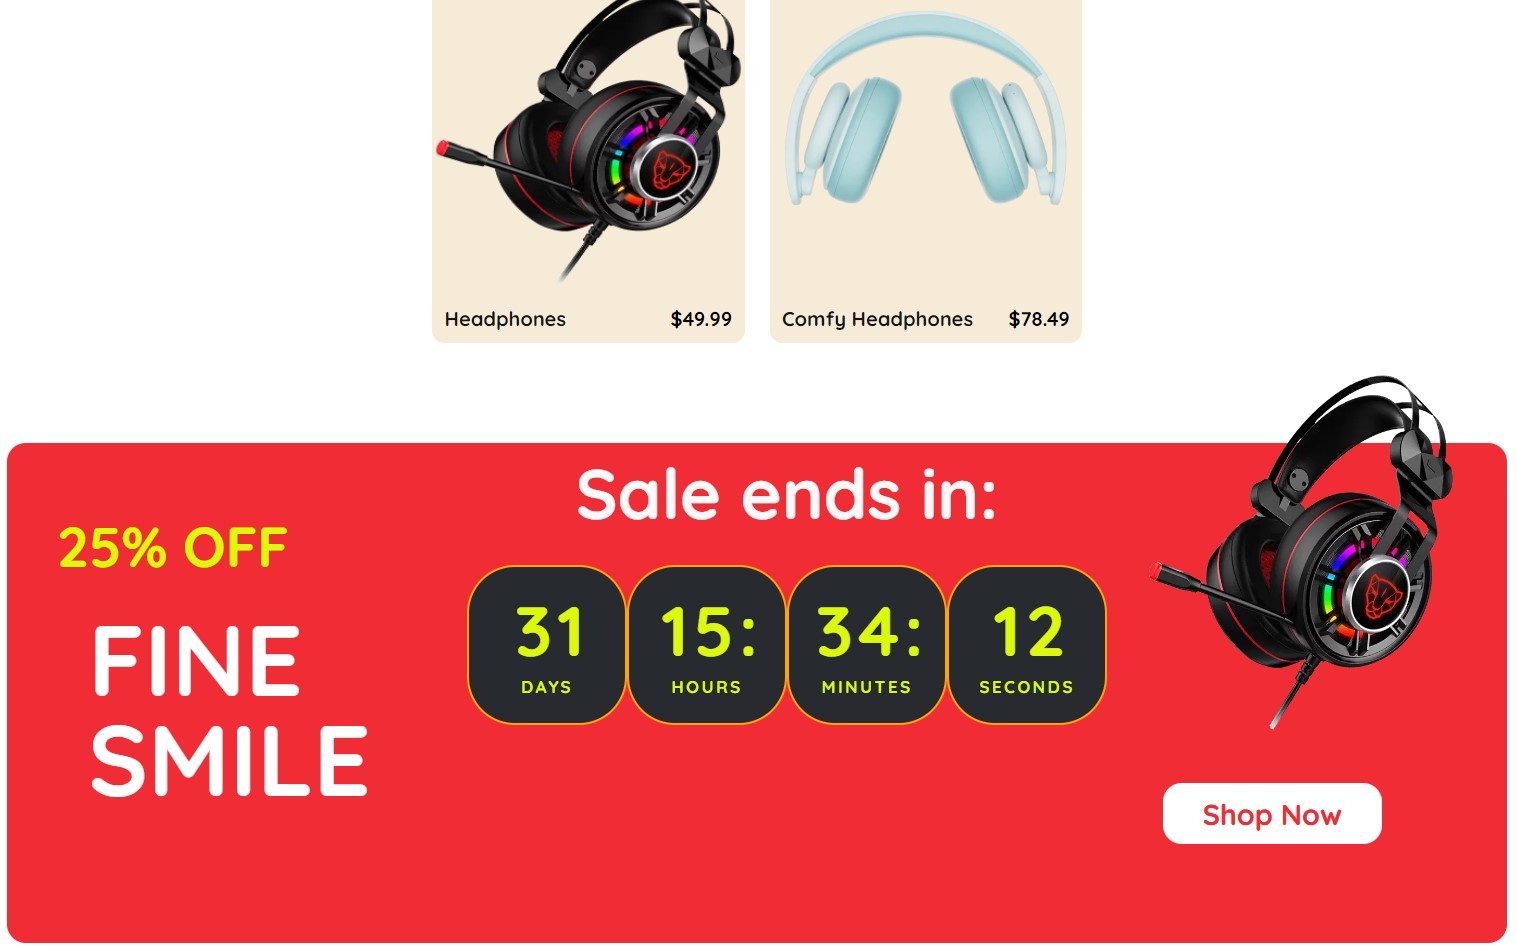 Headphones $49.99
Comfy Headphones $78.49
Sale ends in:
25% OFF
FINE
SMILE
31 15: 34: 12
DAYS HOURS MINUTES SECONDS
Shop Now